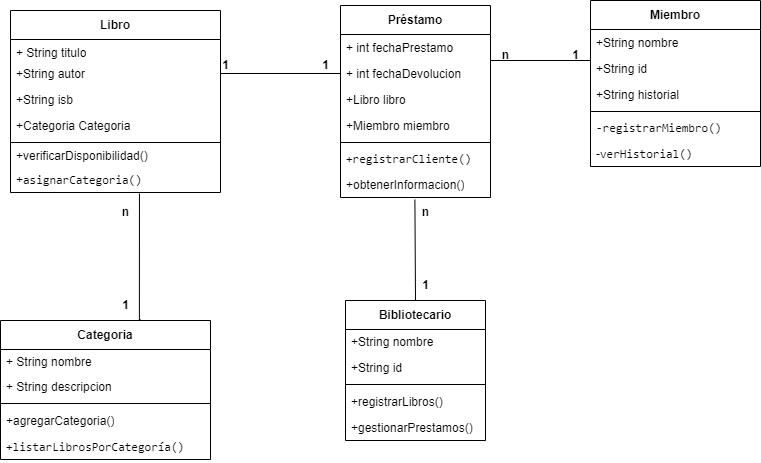 Libro
+ String titulo
+String autor
+String isb
+Categoria Categoria
+verificarDisponibilidad()
+asignarCategoria()
1
1
Préstamo
+ int fechaPrestamo
+ int fechaDevolucion
+Libro libro
+Miembro miembro
+registrarCliente()
+obtenerInformacion()
n
1
Miembro
+String nombre
+String id
+String historial
-registrarMiembro()
-verHistorial()
n
1
Categoria
+ String nombre
+ String descripcion
+agregarCategoria()
+listarLibrosPorCategoría()
n
1
Bibliotecario
+String nombre
+String id
+registrarLibros()
+gestionarPrestamos()